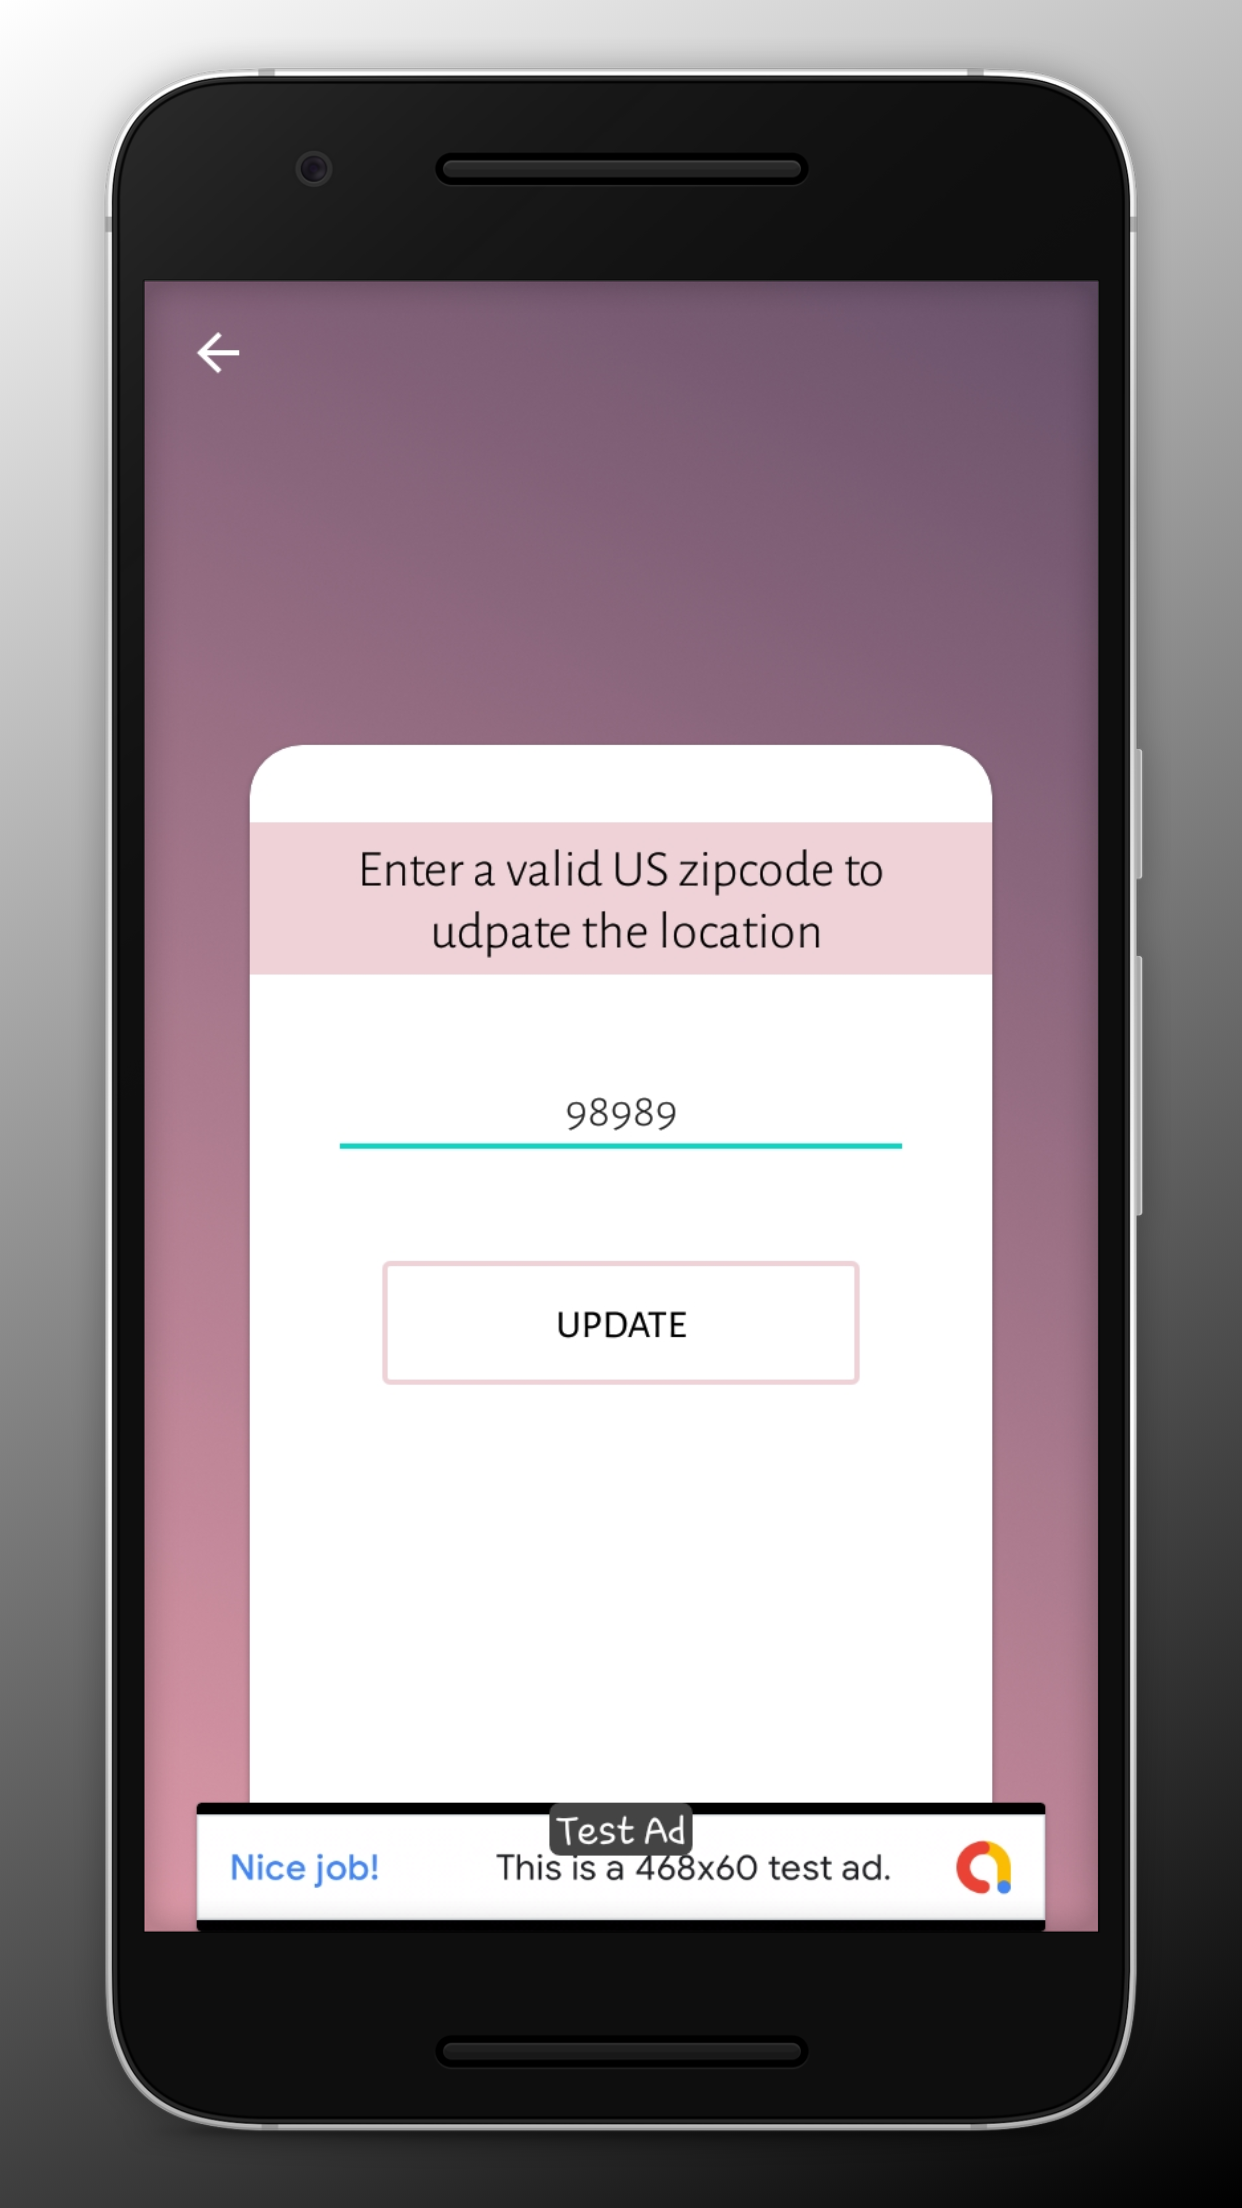 Enter a valid US zipcode to
udpate the location
98989
UPDATE
Test Ad
Nice job!
This is a 468x60 test ad.